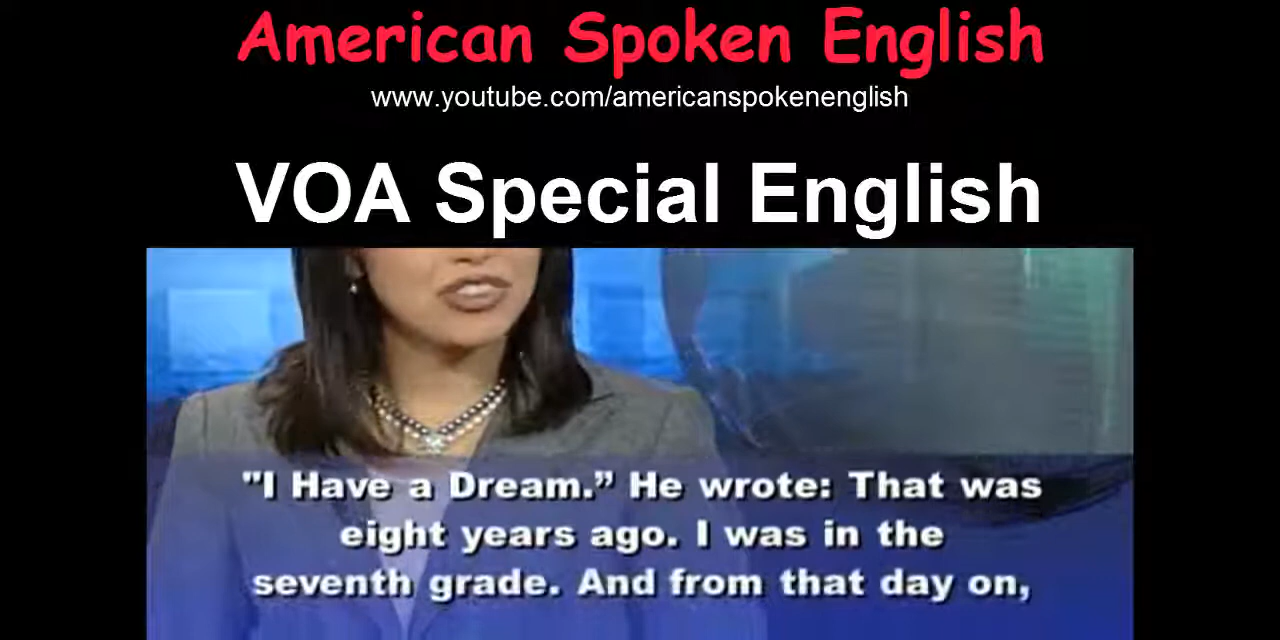 American Spoken English
www.youtube.com/americanspokenenglish
VOA Special English
"I Have a Dream.” He wrote: That was
eight years ago. I was in the
seventh grade. And from that day on,